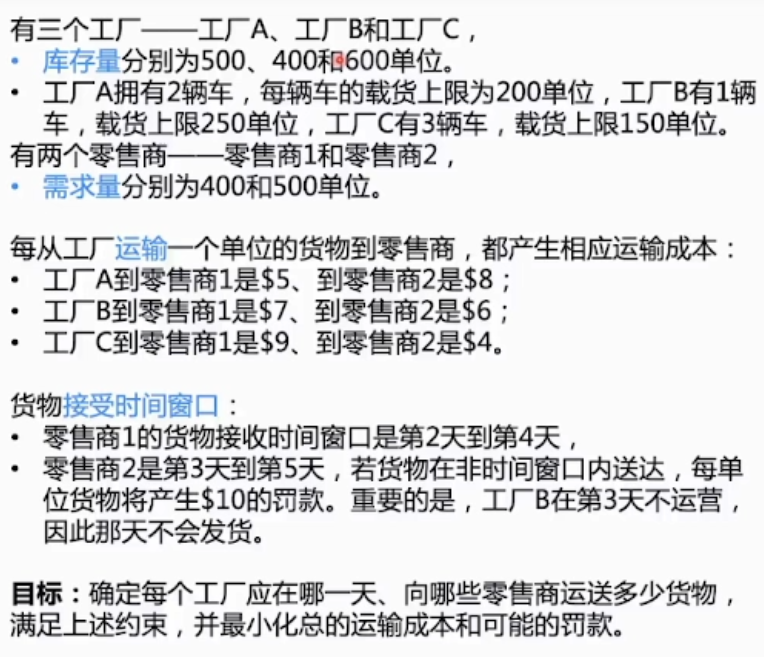 有三个工厂——工厂A、工厂B和工厂C，
• 库存量分别为500、400和600单位。
• 工厂A拥有2辆车，每辆车的载货上限为200单位，工厂B有1辆
车，载货上限250单位，工厂C有3辆车，载货上限150单位。
有两个零售商——零售商1和零售商2，
• 需求量分别为400和500单位。
每从工厂运输一个单位的货物到零售商，都产生相应运输成本：
• 工厂A到零售商1是$5、到零售商2是$8；
• 工厂B到零售商1是$7、到零售商2是$6；
• 工厂C到零售商1是$9、到零售商2是$4。
货物接受时间窗口：
• 零售商1的货物接收时间窗口是第2天到第4天，
• 零售商2是第3天到第5天，若货物在非时间窗口内送达，每单
位货物将产生$10的罚款。重要的是，工厂B在第3天不运营，
因此那天不会发货。
目标：确定每个工厂应在哪一天、向哪些零售商运送多少货物，
满足上述约束，并最小化总的运输成本和可能的罚款。